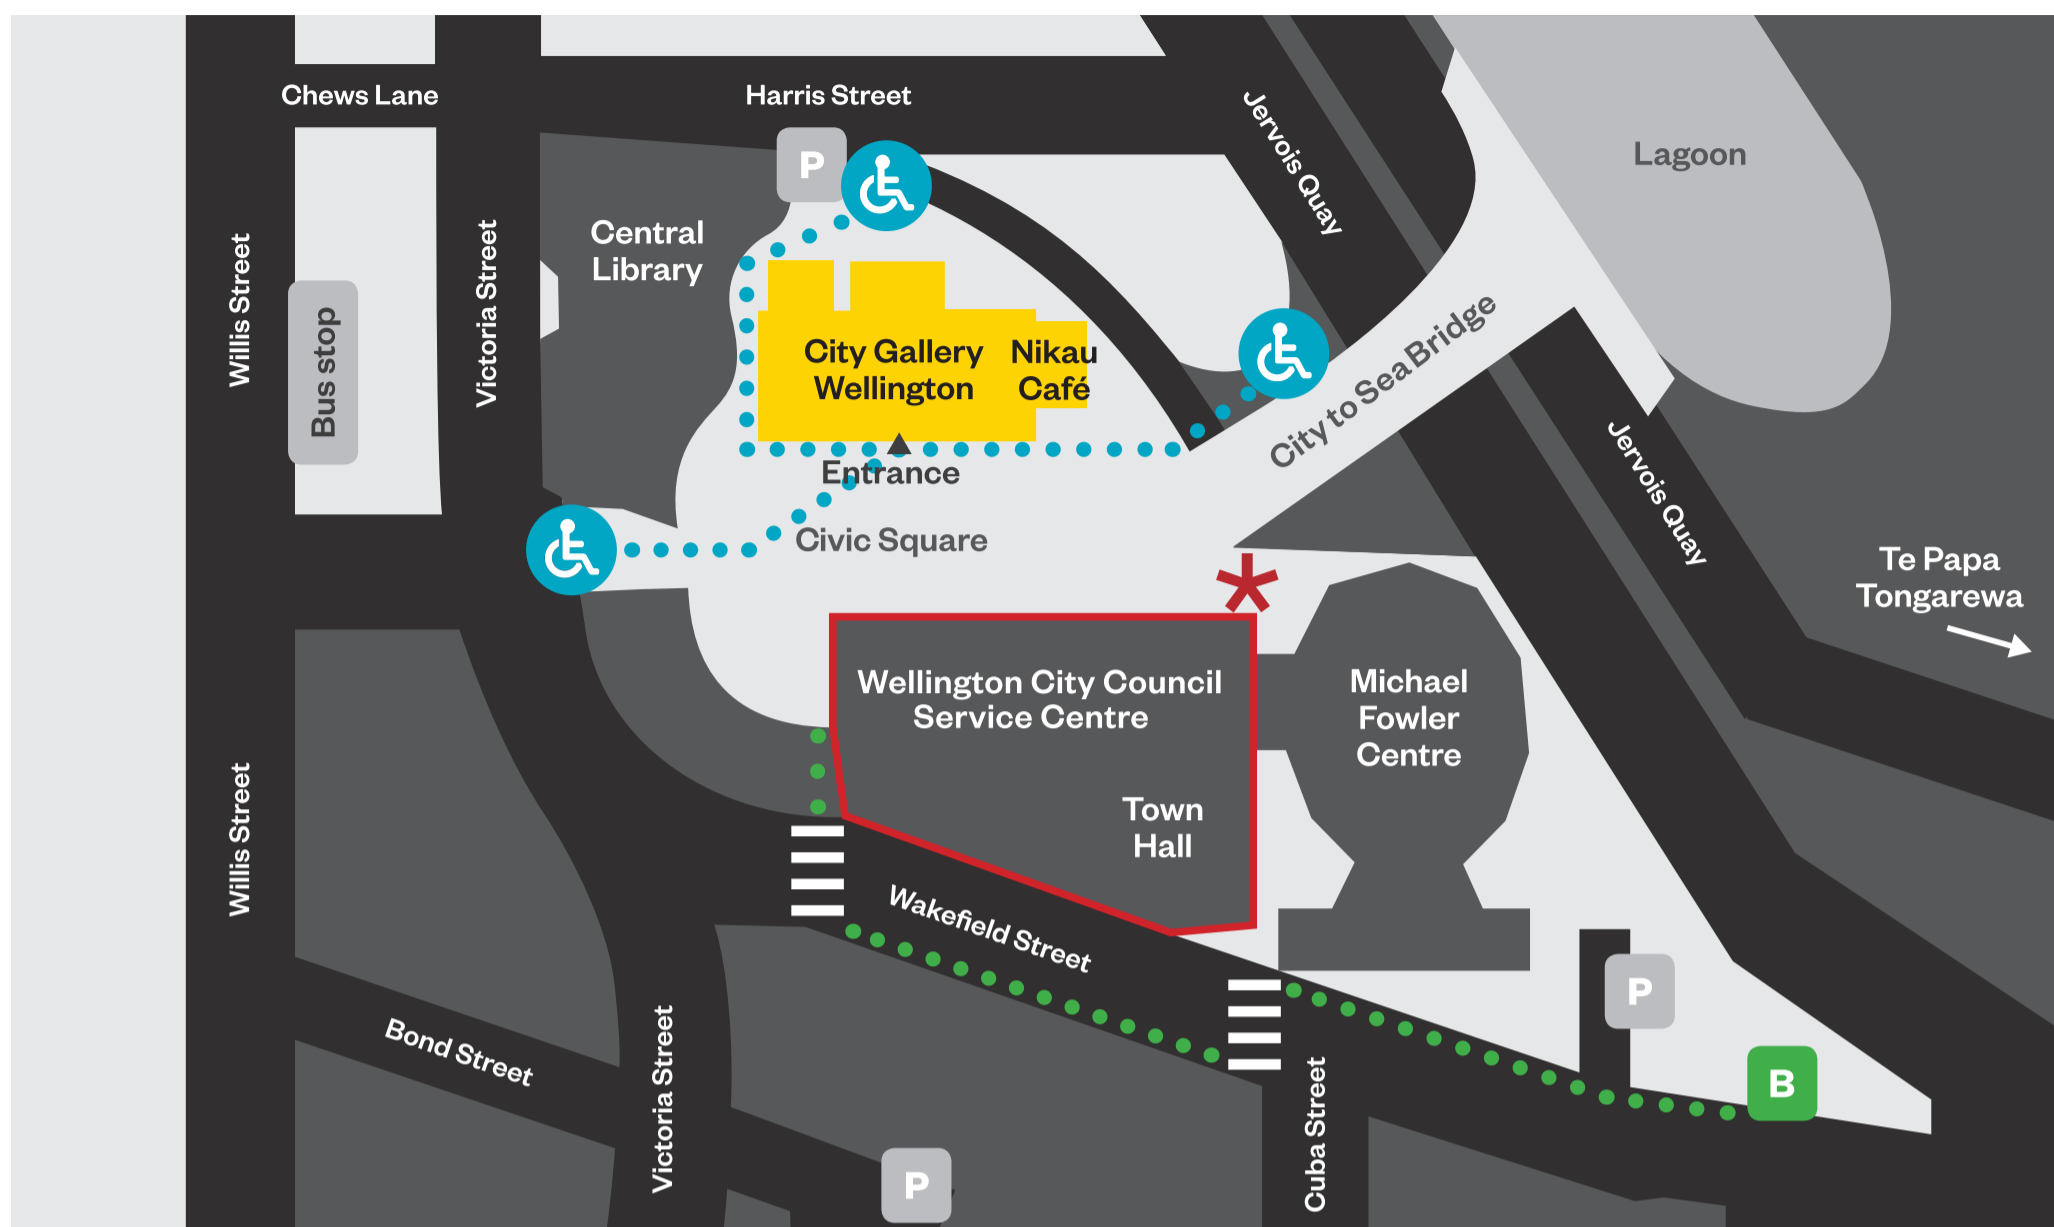 Chews Lane
Harris Street
Jervois Quay
Lagoon
P
Central
Library
Willis Street
Bus stop
Victoria Street
City Gallery
Wellington
Nikau
Café
City to Sea Bridge
Entrance
Civic Square
Jervois Quay
Te Papa
Tongarewa
Wellington City Council
Service Centre
Michael
Fowler
Centre
Town
Hall
Willis Street
Wakefield Street
P
Bond Street
Victoria Street
Cuba Street
B
P